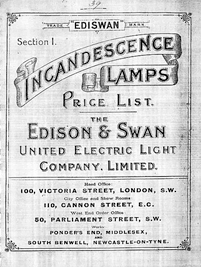 TRADE "EDISWAN" MARK
Section I.
INCANDESCENCE
LAMPS
PRICE LIST.
THE
EDISON & SWAN
UNITED ELECTRIC LIGHT
COMPANY, LIMITED.
Head Office:
100, VICTORIA STREET, LONDON, S.W.
City Office and Show Rooms
110, CANNON STREET, E.C.
West End Order Office
50, PARLIAMENT STREET, S.W.
Works
PONDER'S END, MIDDLESEX,
AND
SOUTH BENWELL, NEWCASTLE-ON-TYNE.